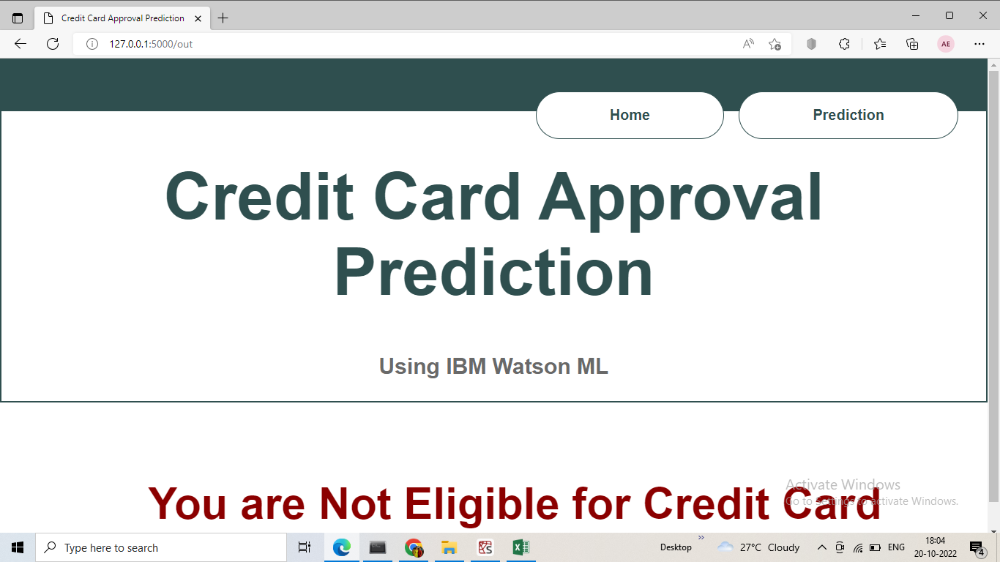 Credit Card Approval Prediction
127.0.0.1:5000/out
A
AE
Home
Prediction
Credit Card Approval
Prediction
Using IBM Watson ML
You are Not Eligible for Credit Card
Activate Windows
Go to Settings to activate Windows.
Type here to search
Desktop
27°C Cloudy
ENG
18:04
20-10-2022
4